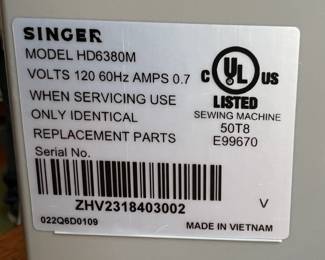 SINGER
MODEL HD6380M
VOLTS 120 60Hz AMPS 0.7
WHEN SERVICING USE
ONLY IDENTICAL
REPLACEMENT PARTS
Serial No.
C UL US
LISTED
SEWING MACHINE
50T8
E99670
ZHV2318403002
V
022Q6D0109
MADE IN VIETNAM